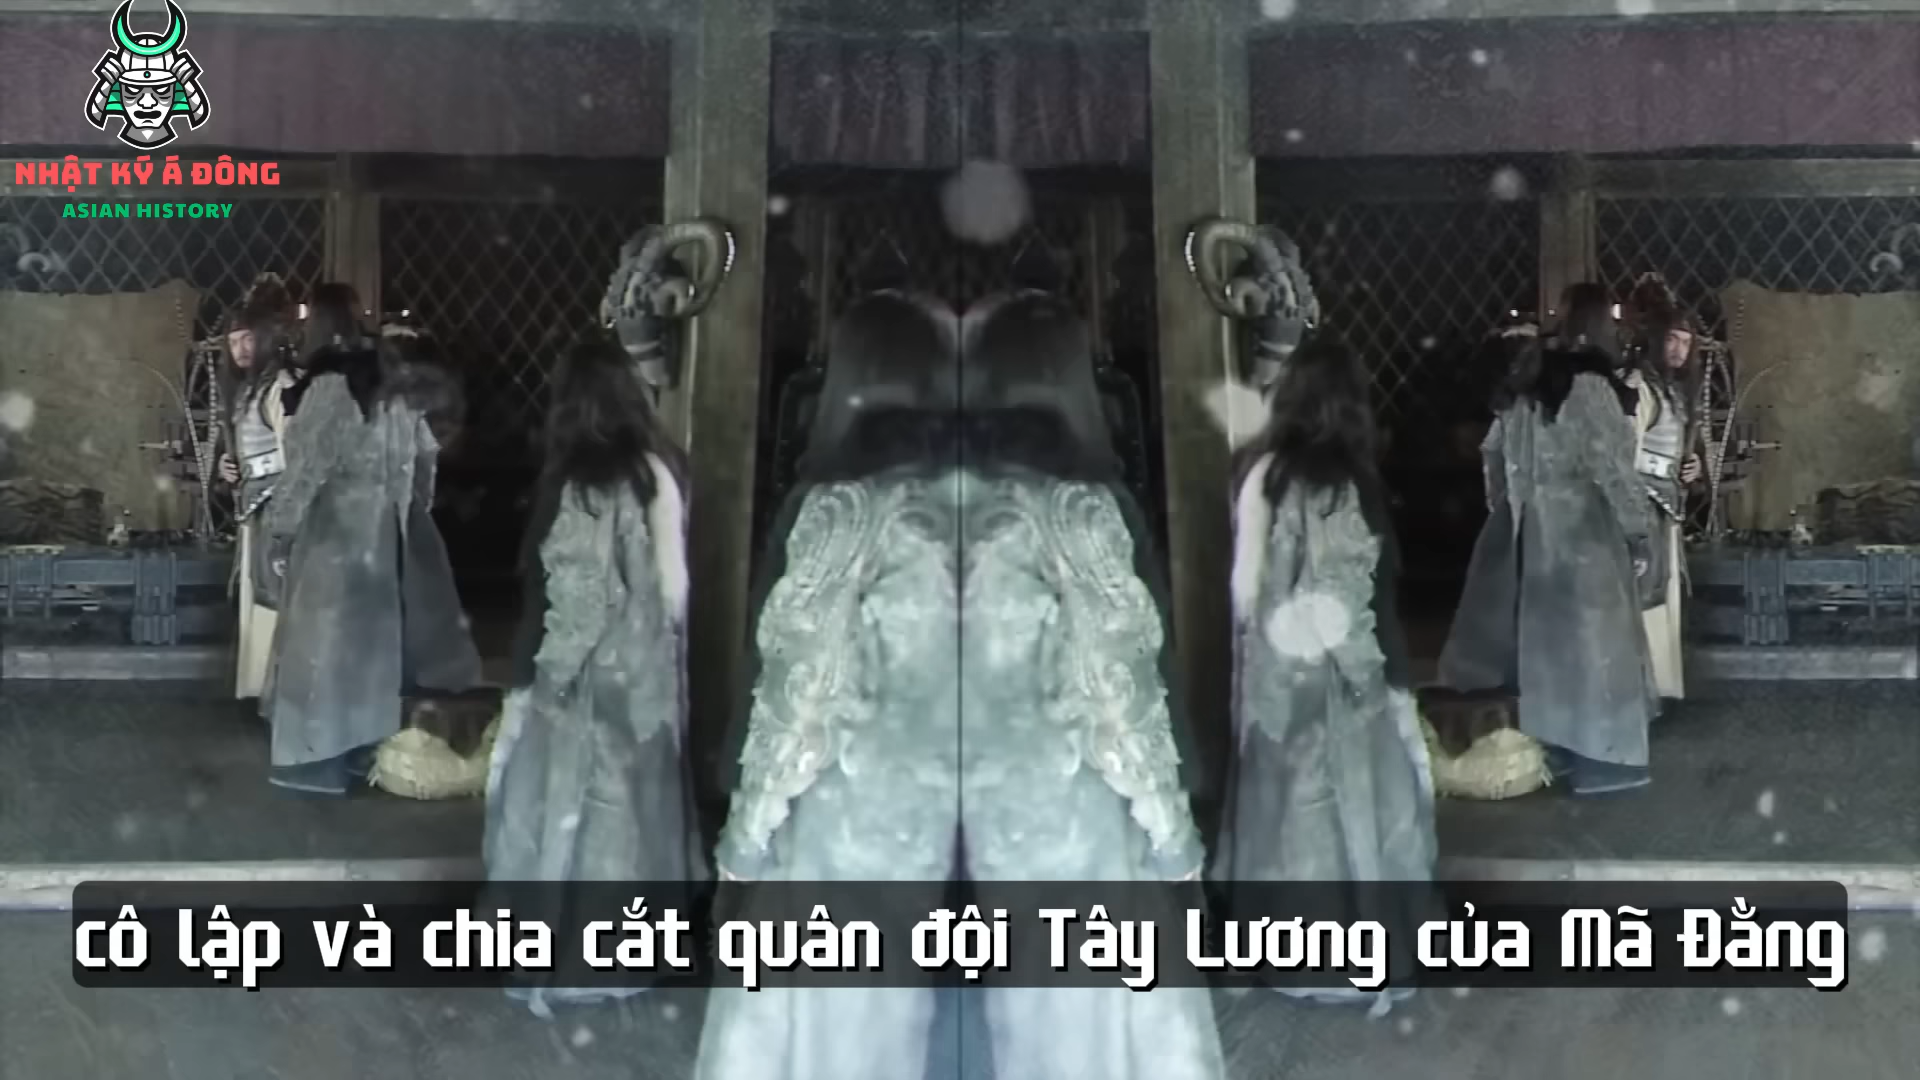 NHẬT KÝ Á ĐÔNG
ASIAN HISTORY
cô lập và chia cắt quân đội Tây Lương của Mã Đằng